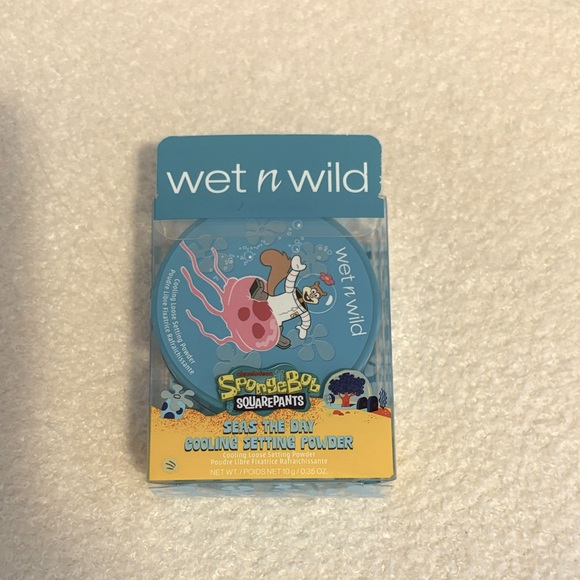 wet n wild
wet n wild
Cooling Loose Setting Powder
Poudre Libre Fixatrice Rafraîchissante
nickelodeon
SpongeBob
SQUAREPANTS
SEAS THE DAY
COOLING SETTING POWDER
Cooling Loose Setting Powder
Poudre Libre Fixatrice Rafraîchissante
NET WT. / POIDS NET 10 g / 0.35 OZ.